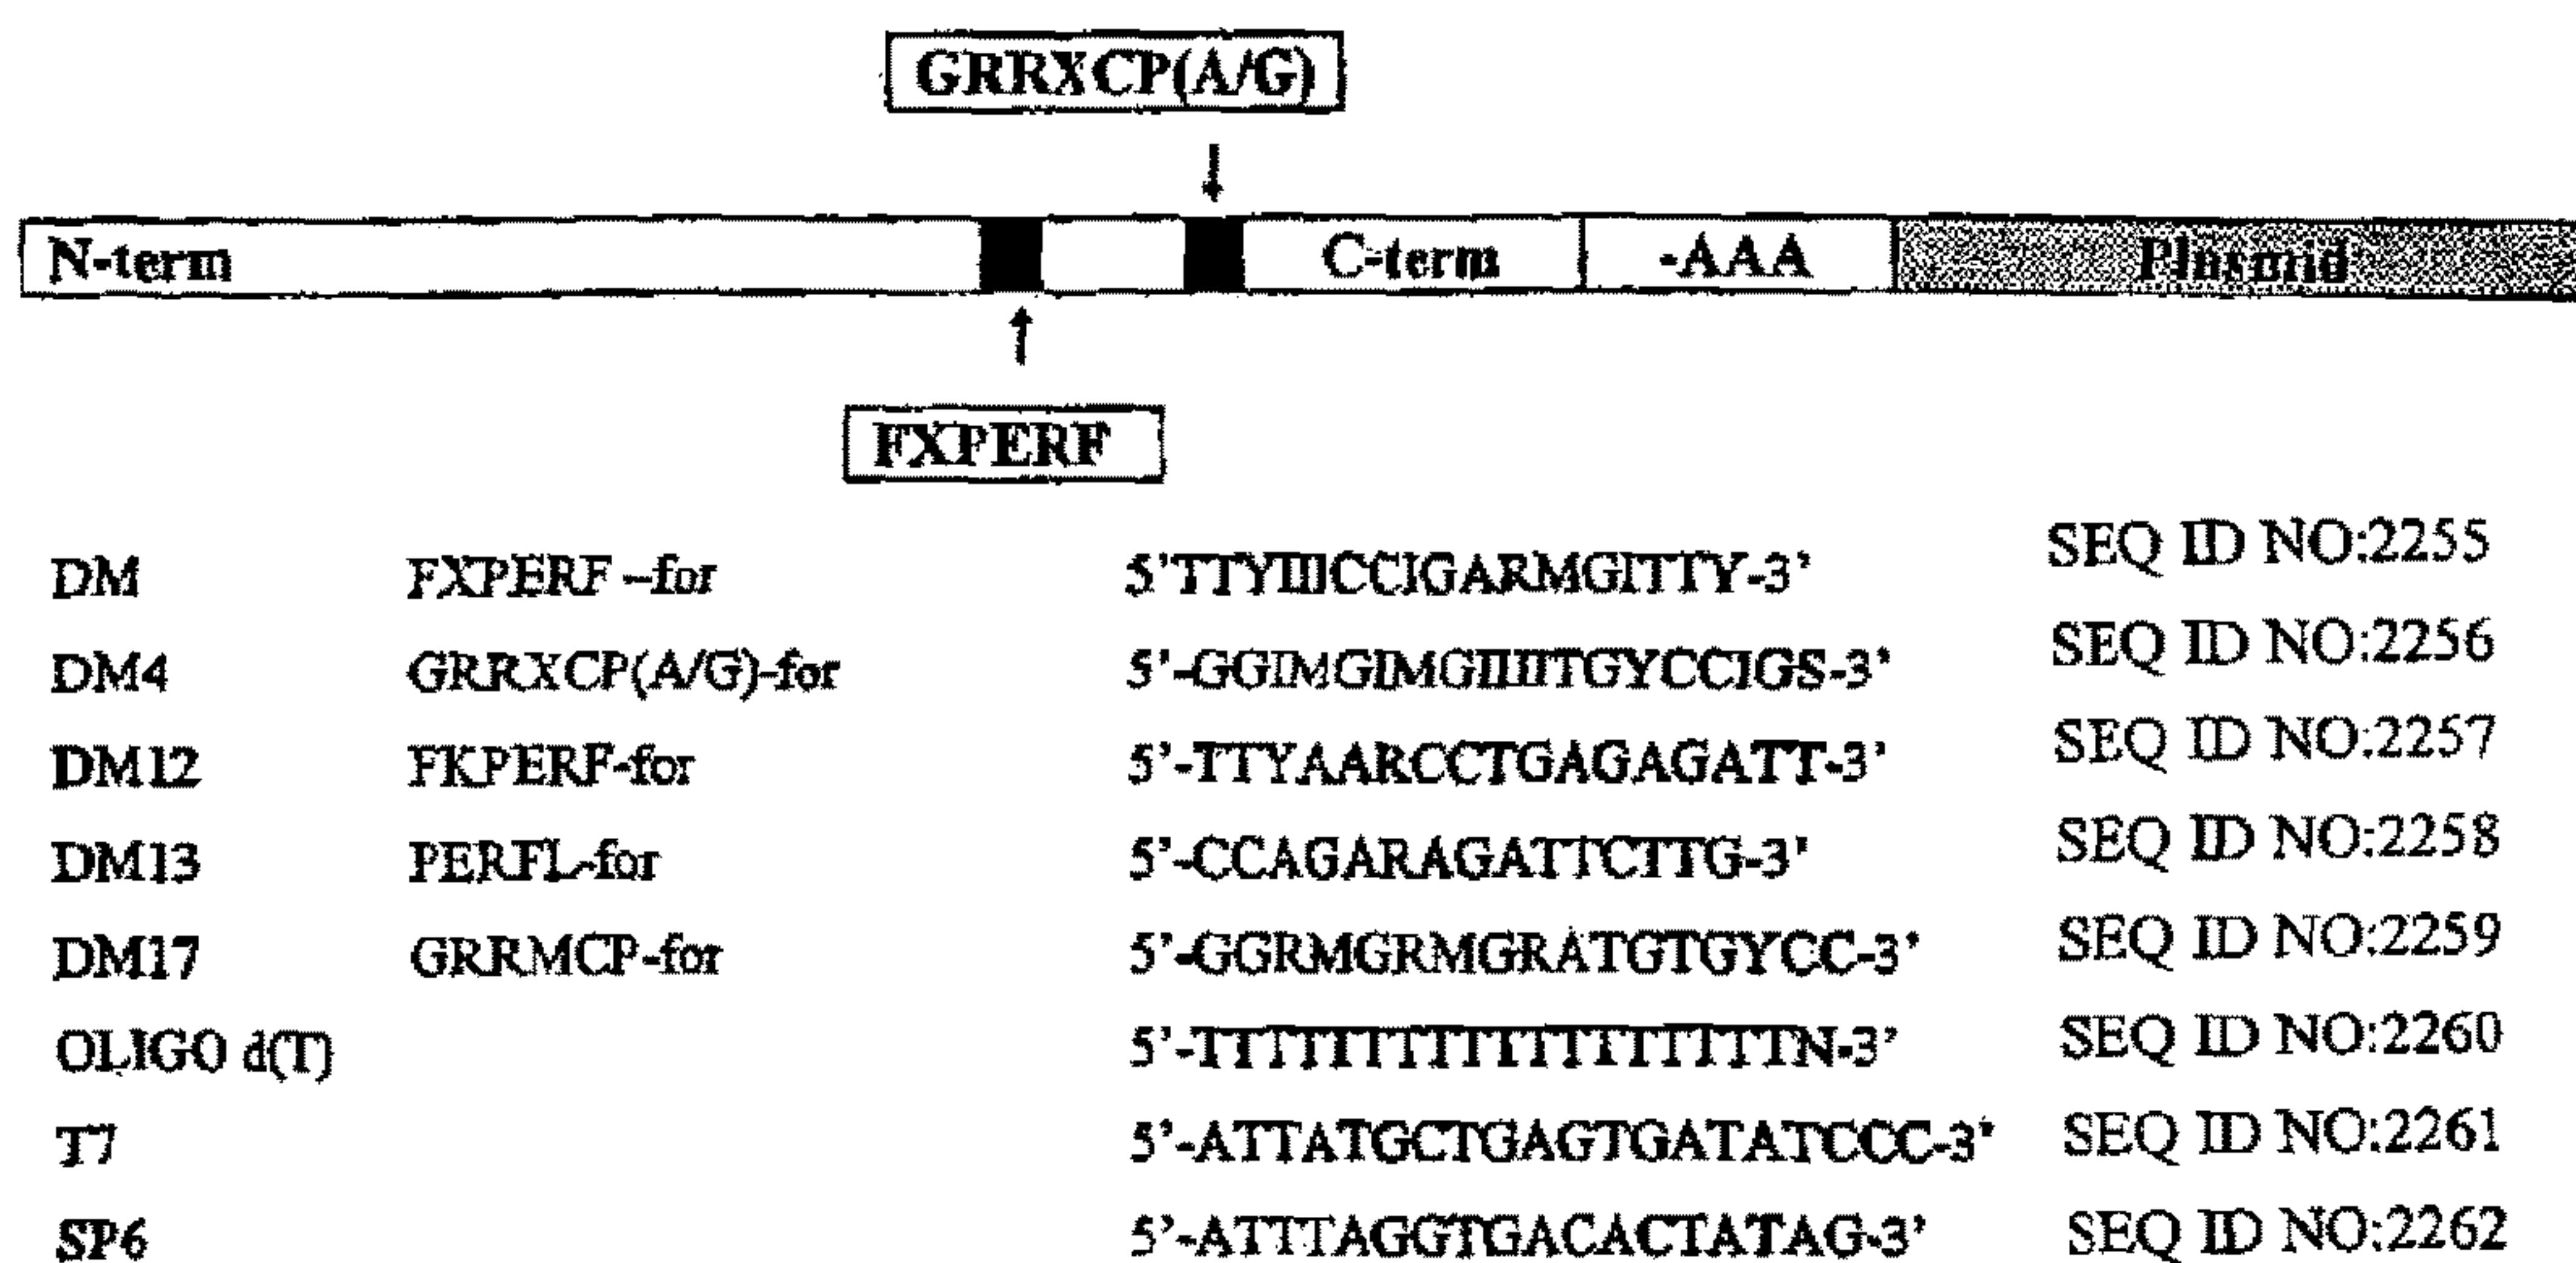 GRRXCP(A/G)
N-term C-term -AAA Plasmid
FXPERF
DM FXPERF –for 5'TTYIIICCIGARMGITTY-3' SEQ ID NO:2255
DM4 GRRXCP(A/G)-for 5'-GGIMGIMGIIIITGYCCIGS-3' SEQ ID NO:2256
DM12 FKPERF-for 5'-TTYAARCCTGAGAGATT-3' SEQ ID NO:2257
DM13 PERFL-for 5'-CCAGARAGATTCTTG-3' SEQ ID NO:2258
DM17 GRRMCP-for 5'-GGRMGRMGRATGTGYCC-3' SEQ ID NO:2259
OLIGO d(T) SEQ ID NO:2260
T7 5'-ATTATGCTGAGTGATATCCC-3' SEQ ID NO:2261
SP6 5'-ATTTAGGTGACACTATAG-3' SEQ ID NO:2262